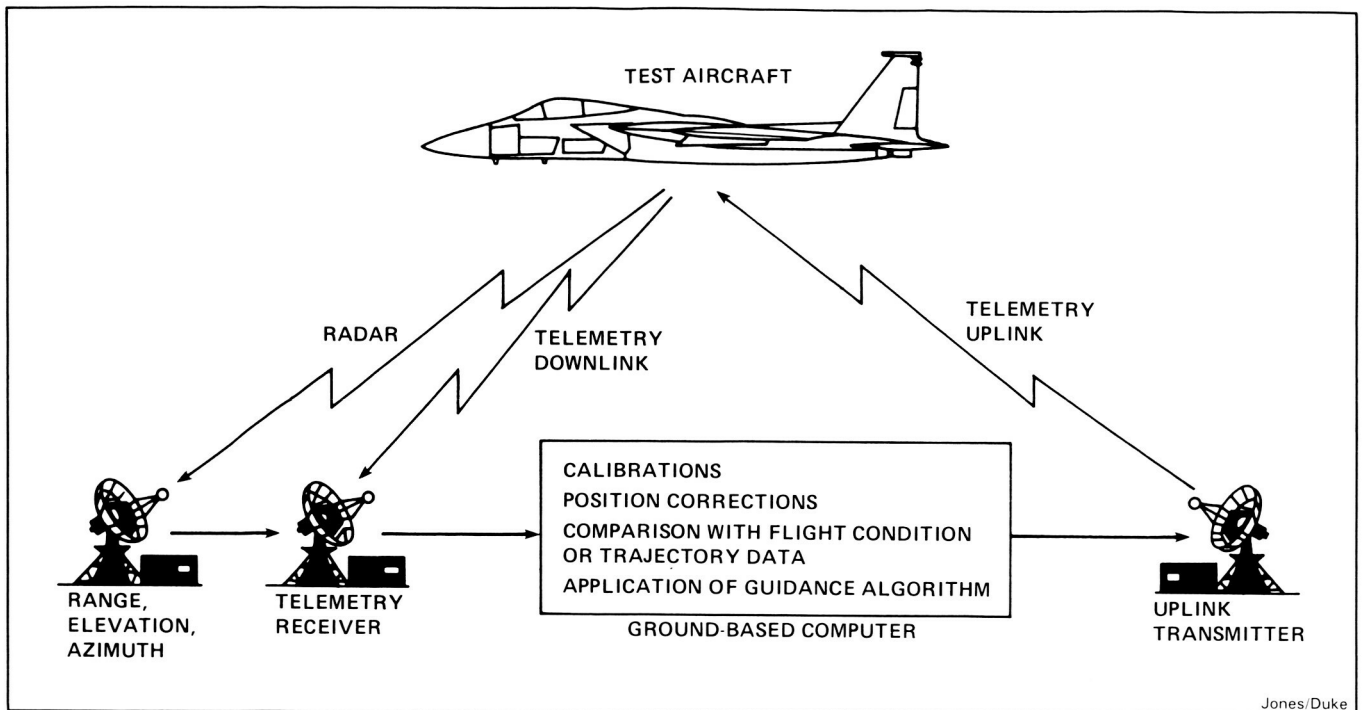 TEST AIRCRAFT
RADAR
TELEMETRY
DOWNLINK
TELEMETRY
UPLINK
CALIBRATIONS
POSITION CORRECTIONS
COMPARISON WITH FLIGHT CONDITION
OR TRAJECTORY DATA
APPLICATION OF GUIDANCE ALGORITHM
RANGE,
ELEVATION,
AZIMUTH
TELEMETRY
RECEIVER
GROUND-BASED COMPUTER
UPLINK
TRANSMITTER
Jones/Duke